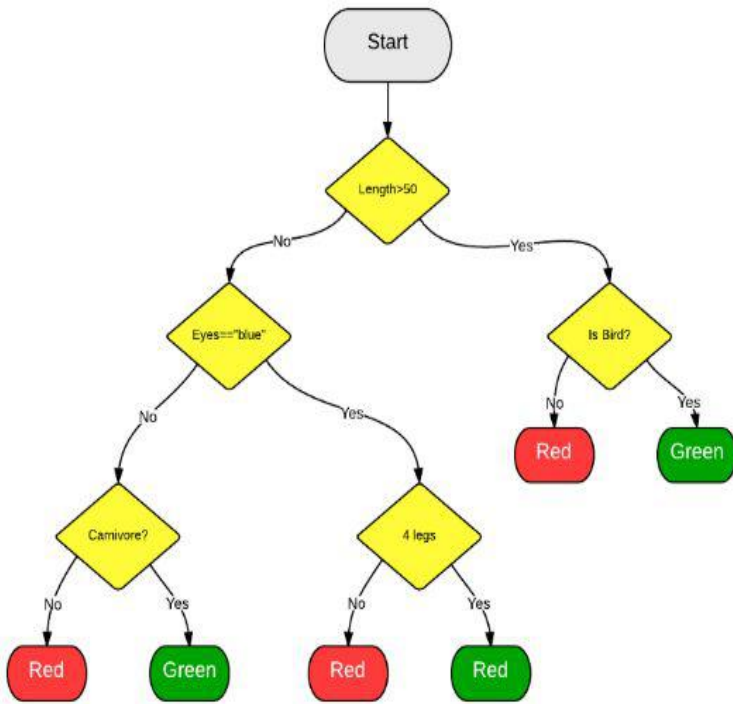 Start
Length>50
No
Yes
Eyes=="blue"
Is Bird?
No
Yes
No
Yes
Red
Green
Carnivore?
4 legs
No
Yes
No
Yes
Red
Green
Red
Red